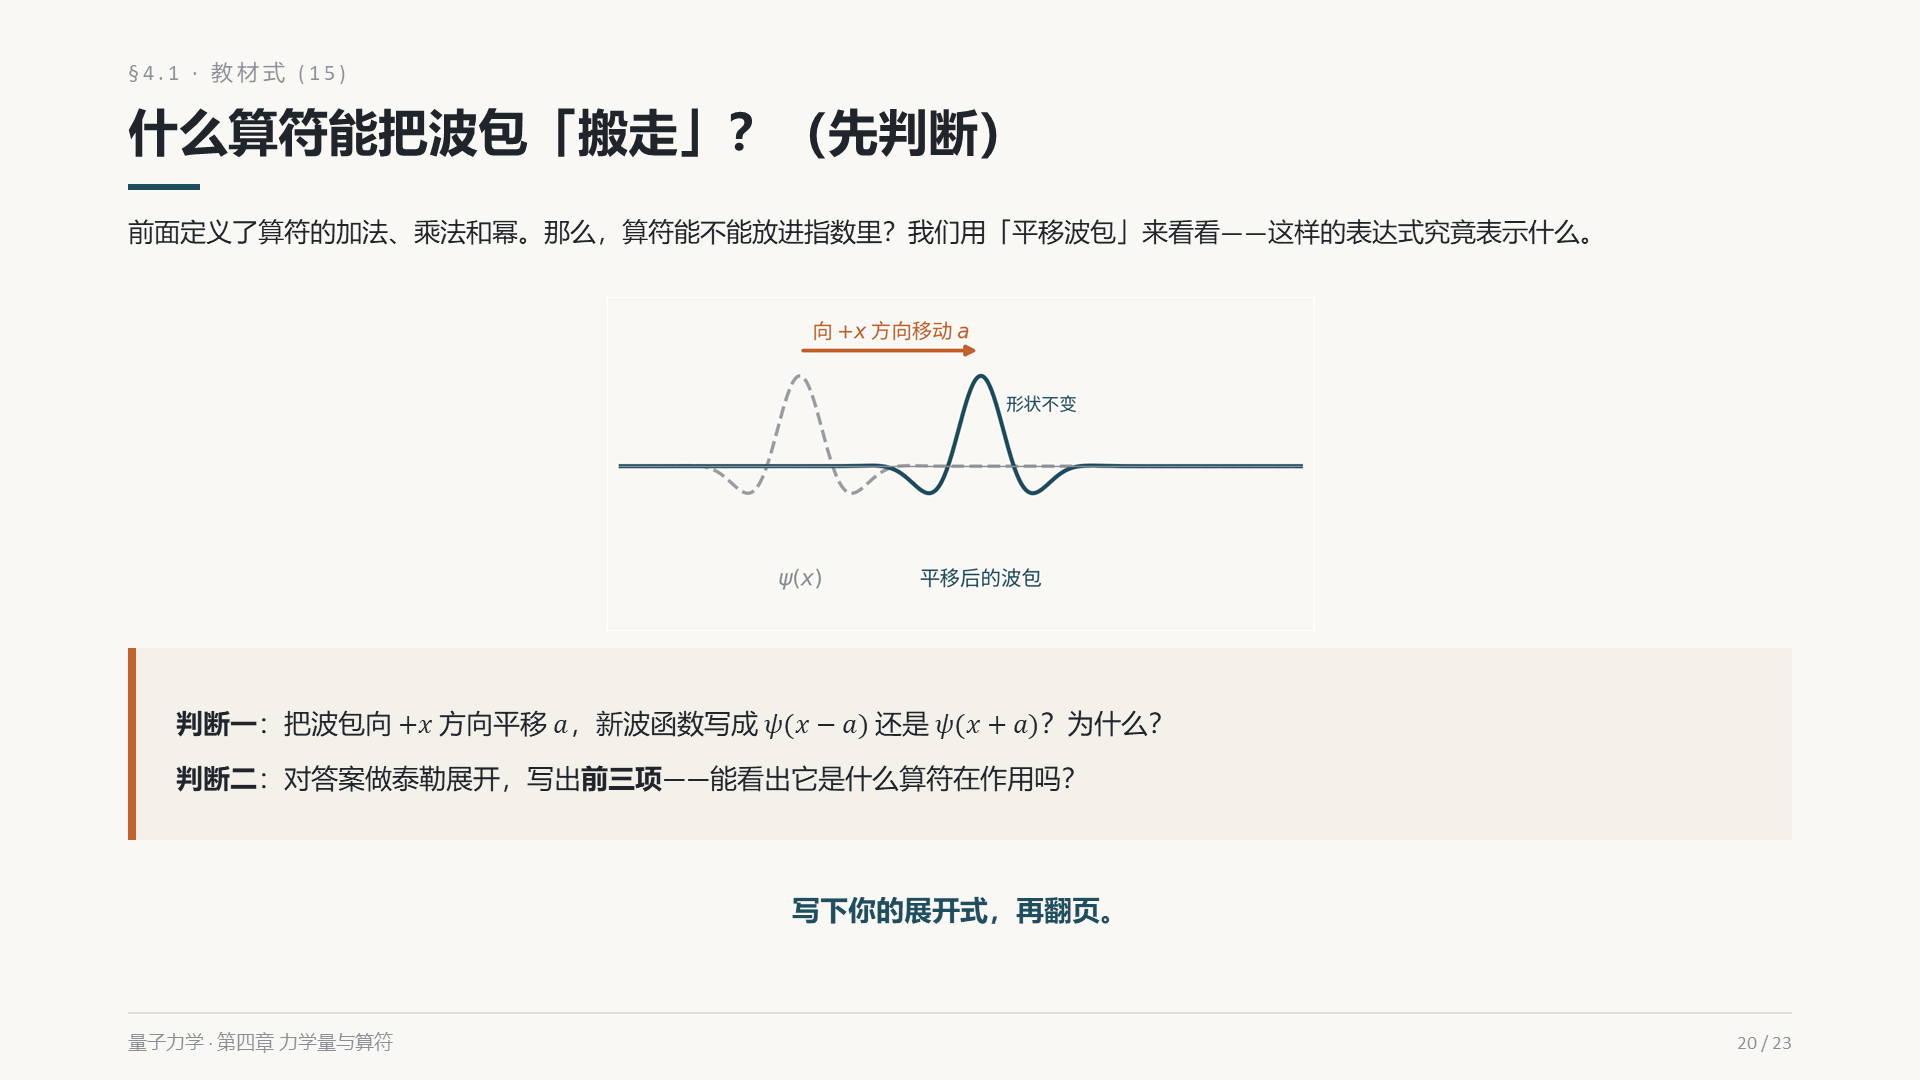 §4.1 · 教材式 (15)
什么算符能把波包「搬走」？（先判断）
前面定义了算符的加法、乘法和幂。那么，算符能不能放进指数里？我们用「平移波包」来看看——这样的表达式究竟表示什么。
向 +x 方向移动 a
形状不变
ψ(x)
平移后的波包
判断一：把波包向 +x 方向平移 a，新波函数写成 ψ(x − a) 还是 ψ(x + a)？为什么？
判断二：对答案做泰勒展开，写出前三项——能看出它是什么算符在作用吗？
写下你的展开式，再翻页。
量子力学 · 第四章 力学量与算符
20 / 23